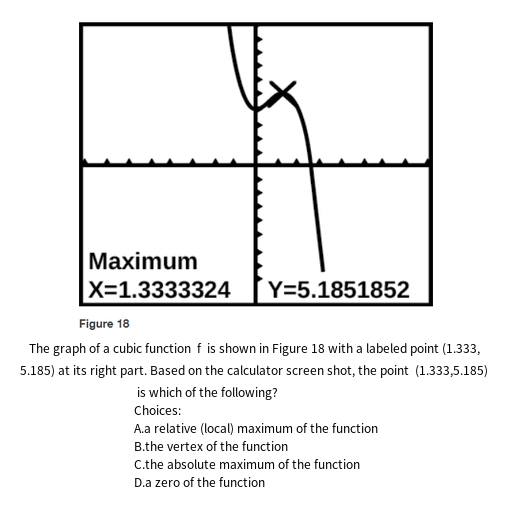 Maximum
X=1.3333324 Y=5.1851852
Figure 18
The graph of a cubic function f is shown in Figure 18 with a labeled point (1.333,
5.185) at its right part. Based on the calculator screen shot, the point (1.333,5.185)
is which of the following?
Choices:
A.a relative (local) maximum of the function
B.the vertex of the function
C.the absolute maximum of the function
D.a zero of the function